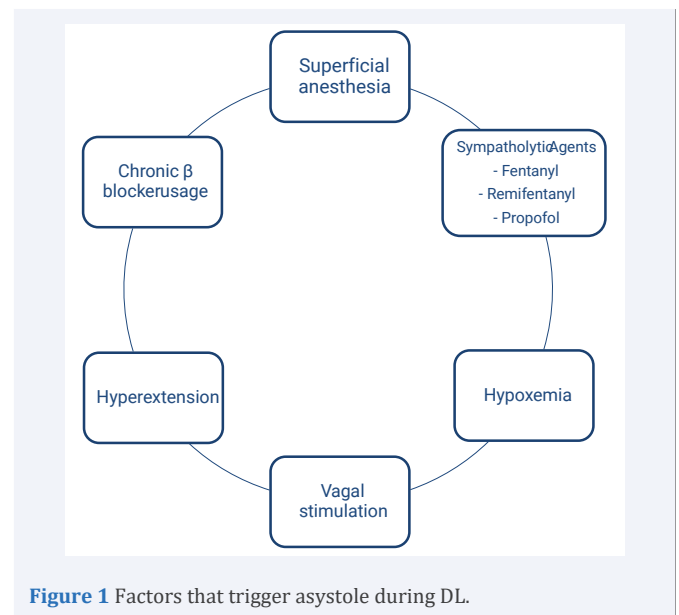 Superficial
anesthesia
SympatholyticAgents
- Fentanyl
- Remifentanyl
- Propofol
Hypoxemia
Vagal
stimulation
Hyperextension
Chronic β
blockerusage
Figure 1 Factors that trigger asystole during DL.